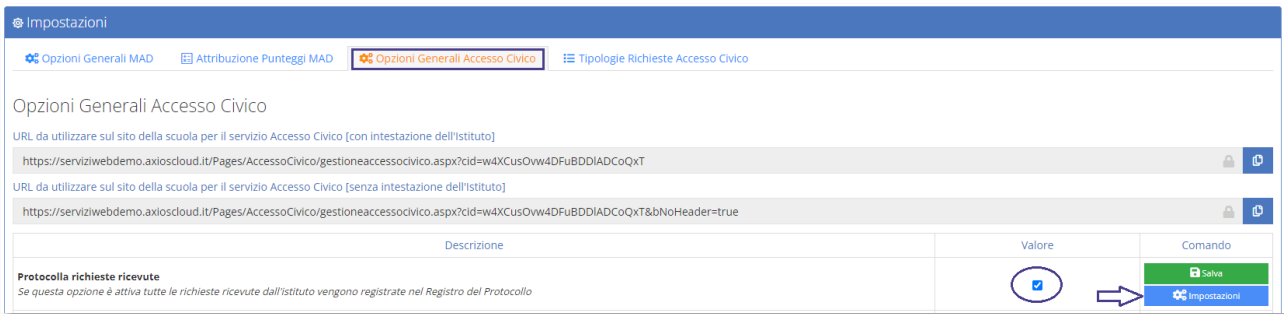 Impostazioni
Opzioni Generali MAD Attribuzione Punteggi MAD Opzioni Generali Accesso Civico Tipologie Richieste Accesso Civico
Opzioni Generali Accesso Civico
URL da utilizzare sul sito della scuola per il servizio Accesso Civico [con intestazione dell'Istituto]
https://serviziwebdemo.axioscloud.it/Pages/AccessoCivico/gestioneaccessocivico.aspx?cid=w4XCusOvw4DFuBDDlADCoQxT
URL da utilizzare sul sito della scuola per il servizio Accesso Civico [senza intestazione dell'Istituto]
https://serviziwebdemo.axioscloud.it/Pages/AccessoCivico/gestioneaccessocivico.aspx?cid=w4XCusOvw4DFuBDDlADCoQxT&bNoHeader=true
Descrizione Valore Comando
Protocolla richieste ricevute
Se questa opzione è attiva tutte le richieste ricevute dall'istituto vengono registrate nel Registro del Protocollo
Salva
Impostazioni